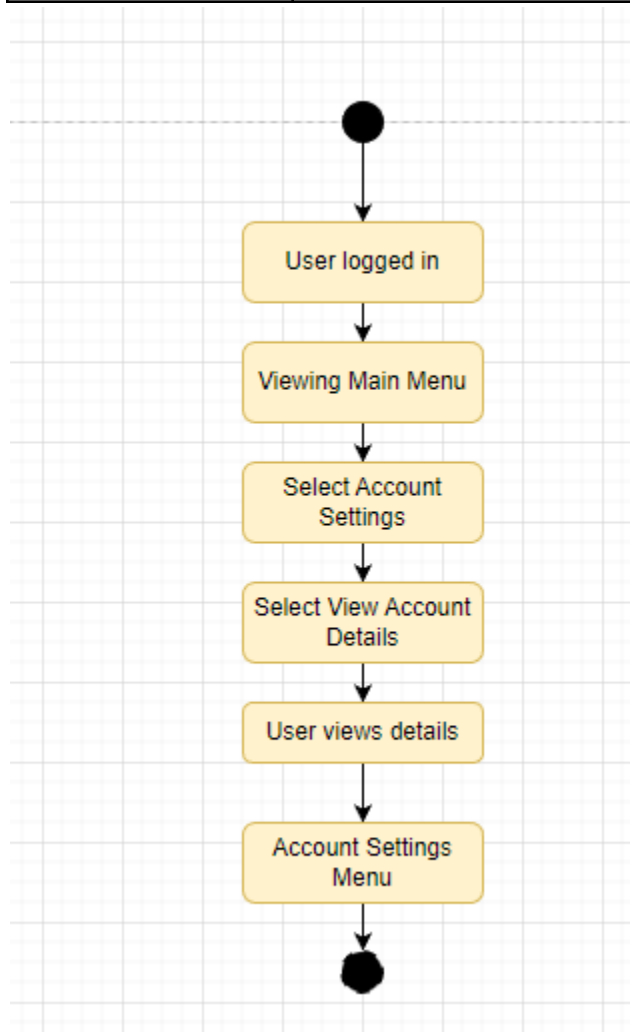 User logged in
Viewing Main Menu
Select Account
Settings
Select View Account
Details
User views details
Account Settings
Menu